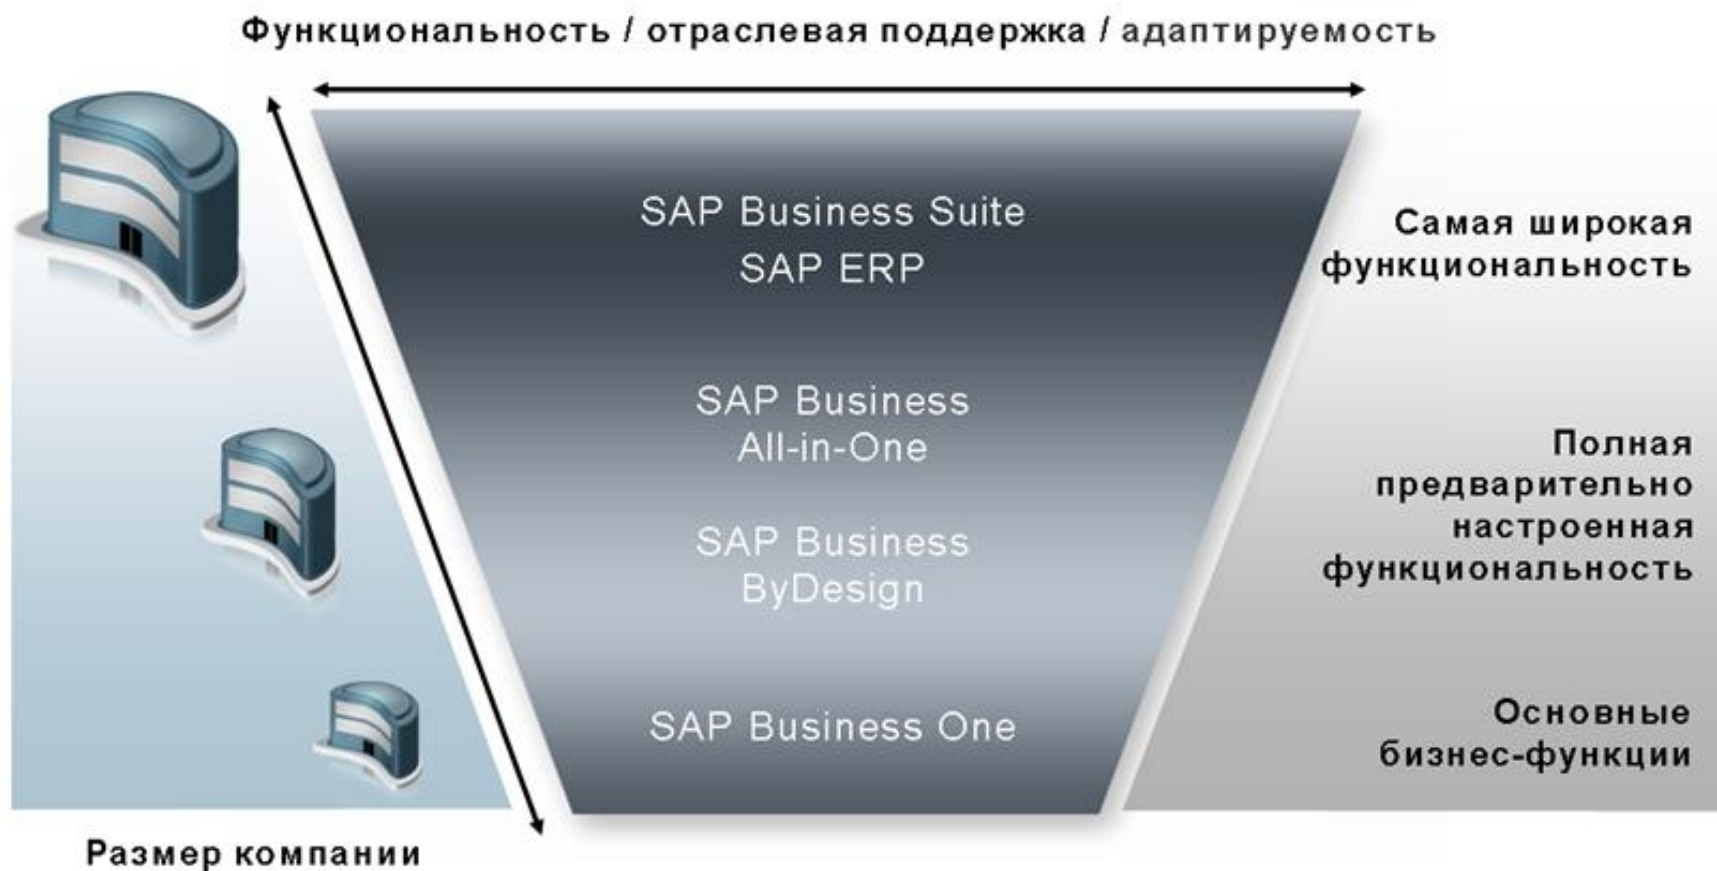 Функциональность / отраслевая поддержка / адаптируемость
SAP Business Suite
SAP ERP
Самая широкая
функциональность
SAP Business
All-in-One
SAP Business
ByDesign
Полная
предварительно
настроенная
функциональность
SAP Business One
Основные
бизнес-функции
Размер компании